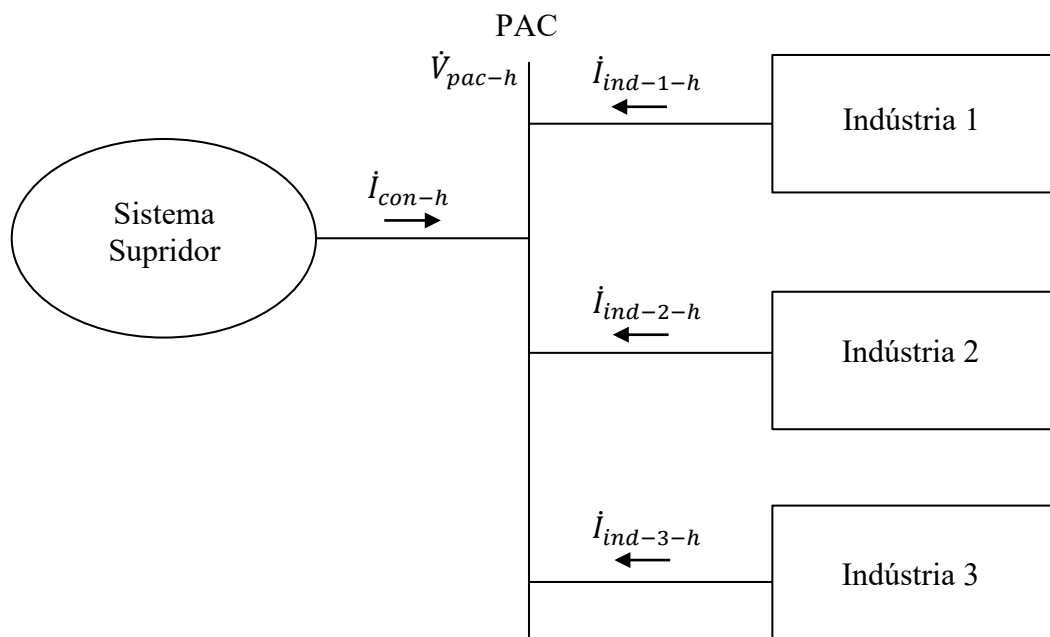 PAC
V̇pac−h
İind−1−h
Indústria 1
İcon−h
Sistema
Supridor
İind−2−h
Indústria 2
İind−3−h
Indústria 3